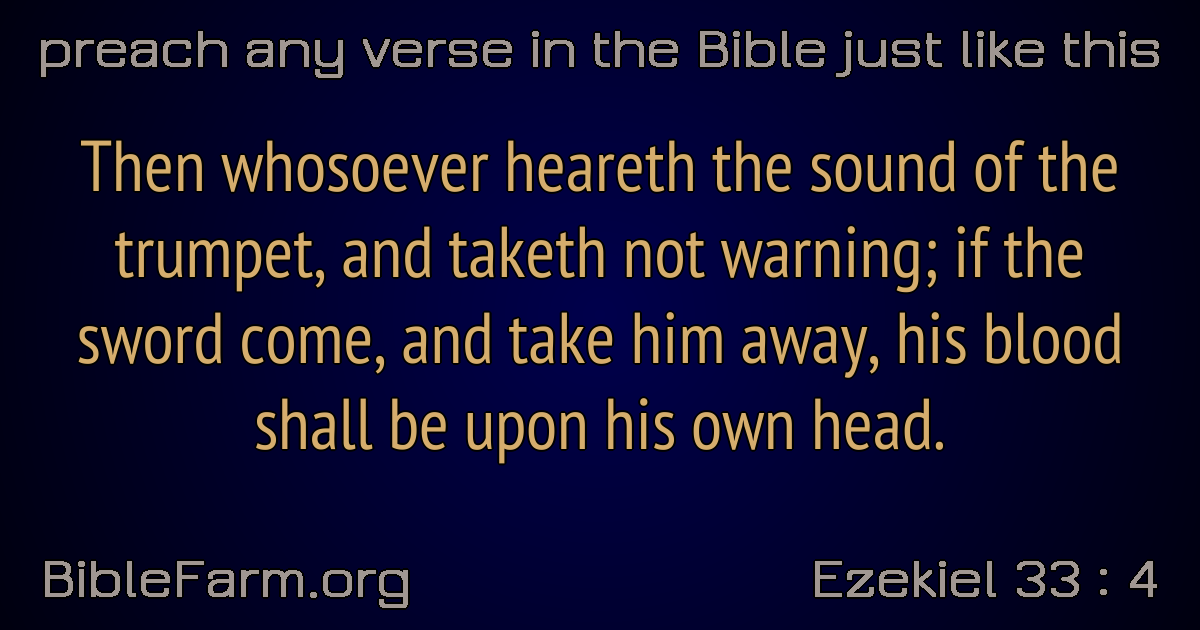 preach any verse in the Bible just like this
Then whosoever heareth the sound of the
trumpet, and taketh not warning; if the
sword come, and take him away, his blood
shall be upon his own head.
BibleFarm.org
Ezekiel 33 : 4